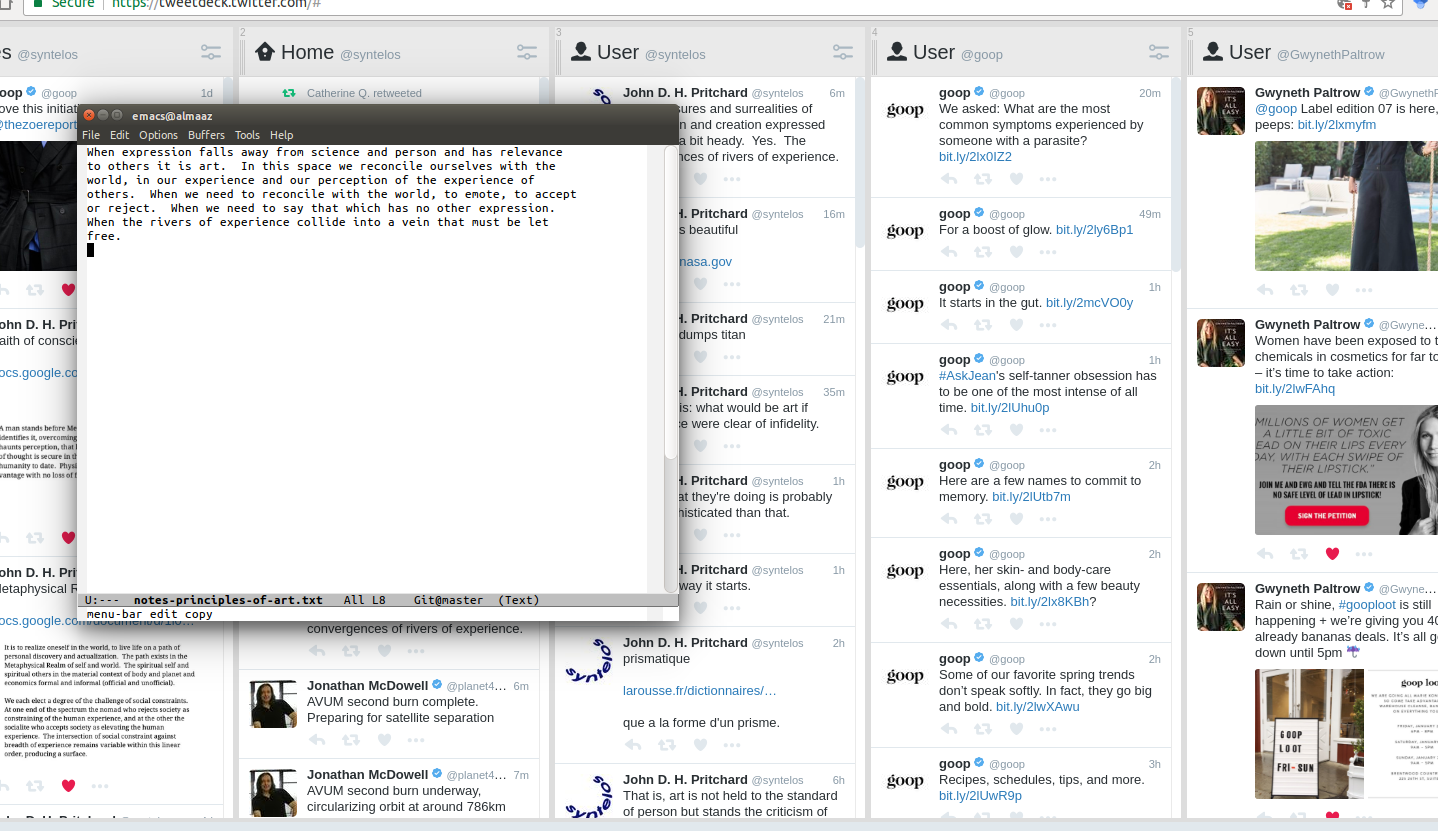 Secure
https://tweetdeck.twitter.com/#
@syntelos
2
Home @syntelos
3
User @syntelos
4
User @goop
5
User @GwynethPaltrow
@goop
1d
ove this initiati
@thezoereport
Catherine Q. retweeted
emacs@almaaz
File Edit Options Buffers Tools Help
When expression falls away from science and person and has relevance
to others it is art.  In this space we reconcile ourselves with the
world, in our experience and our perception of the experience of
others.  When we need to reconcile with the world, to emote, to accept
or reject.  When we need to say that which has no other expression.
When the rivers of experience collide into a vein that must be let
free.
U:---  notes-principles-of-art.txt   All L8    Git@master  (Text)
menu-bar edit copy
ohn D. H. Pri
aith of consci
ocs.google.co
A man stands before Me
identifies it, overcoming
haunts perception, that
of thought is secure in th
humanity to date.  Physi
vantage with no loss of f
ohn D. H. Pri
etaphysical R
It is to realize oneself in the world, to live life on a path of
personal discovery and actualization.  The path exists in the
Metaphysical Realm of self and world.  The spiritual self and
spiritual others in the material context of body and planet and
economics formal and informal (official and unofficial).
We each elect a degree of the challenge of social constraints.
At one end of the spectrum the nomad who rejects society as
constraining of the human experience, and at the other the
socialite who accepts society as elevating the human
experience.  The intersection of social constraint against
breadth of experience remains variable within this linear
order, producing a surface.
convergences of rivers of experience.
Jonathan McDowell @planet4… 6m
AVUM second burn complete.
Preparing for satellite separation
Jonathan McDowell @planet4… 7m
AVUM second burn underway,
circularizing orbit at around 786km
John D. H. Pritchard @syntelos 6m
sures and surrealities of
n and creation expressed
a bit heady.  Yes.  The
nces of rivers of experience.
H. Pritchard @syntelos 16m
s beautiful
nasa.gov
H. Pritchard @syntelos 21m
dumps titan
H. Pritchard @syntelos 35m
is: what would be art if
ce were clear of infidelity.
H. Pritchard @syntelos 1h
at they're doing is probably
histicated than that.
H. Pritchard @syntelos 1h
way it starts.
syntelos
John D. H. Pritchard @syntelos 2h
prismatique
larousse.fr/dictionnaires/…
que a la forme d'un prisme.
John D. H. Pritchard @syntelos 6h
That is, art is not held to the standard
of person but stands the criticism of
goop
goop @goop 20m
We asked: What are the most
common symptoms experienced by
someone with a parasite?
bit.ly/2lx0IZ2
goop
goop @goop 49m
For a boost of glow. bit.ly/2ly6Bp1
goop
goop @goop 1h
It starts in the gut. bit.ly/2mcVO0y
goop
goop @goop 1h
#AskJean's self-tanner obsession has
to be one of the most intense of all
time. bit.ly/2lUhu0p
goop
goop @goop 2h
Here are a few names to commit to
memory. bit.ly/2lUtb7m
goop
goop @goop 2h
Here, her skin- and body-care
essentials, along with a few beauty
necessities. bit.ly/2lx8KBh?
goop
goop @goop 2h
Some of our favorite spring trends
don’t speak softly. In fact, they go big
and bold. bit.ly/2lwXAwu
goop
goop @goop 3h
Recipes, schedules, tips, and more.
bit.ly/2lUwR9p
IT'S
ALL
EASY
Gwyneth Paltrow
@goop Label edition 07 is here,
peeps: bit.ly/2lxmyfm
IT'S
ALL
EASY
Gwyneth Paltrow @Gwyne…
Women have been exposed to t
chemicals in cosmetics for far to
– it’s time to take action:
bit.ly/2lwFAhq
MILLIONS OF WOMEN GET
A LITTLE BIT OF TOXIC
EAD ON THEIR LIPS EVERY
DAY, WITH EACH SWIPE OF
THEIR LIPSTICK.”
JOIN ME AND EWG AND TELL THE FDA THERE IS
NO SAFE LEVEL OF LEAD IN LIPSTICK!
SIGN THE PETITION
IT'S
ALL
EASY
Gwyneth Paltrow @Gwyne…
Rain or shine, #gooploot is still
happening + we’re giving you 40
already bananas deals. It’s all go
down until 5pm
GOOP
LOOT
FRI-SUN
goop loo